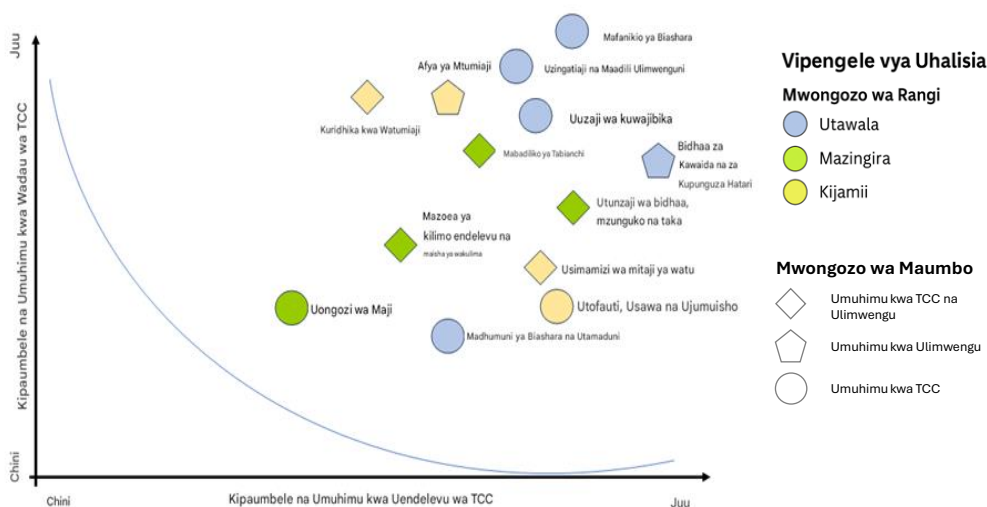 Juu
Kipaumbele na Umuhimu kwa Wadau wa TCC
Chini
Mafanikio ya Biashara
Afya ya Mtumiaji
Uzingatiaji na Maadili Ulimwenguni
Kuridhika kwa Watumiaji
Uuzaji wa kuwajibika
Mabadiliko ya Tabianchi
Bidhaa za
Kawaida na za
Kupunguza Hatari
Utunzaji wa bidhaa,
mzunguko na taka
Mazoea ya
kilimo endelevu na
maisha ya wakulima
Usimamizi wa mitaji ya watu
Uongozi wa Maji
Utofauti, Usawa na Ujumuisho
Madhumuni ya Biashara na Utamaduni
Chini
Kipaumbele na Umuhimu kwa Uendelevu wa TCC
Juu
Vipengele vya Uhalisia
Mwongozo wa Rangi
Utawala
Mazingira
Kijamii
Mwongozo wa Maumbo
Umuhimu kwa TCC na
Ulimwengu
Umuhimu kwa Ulimwengu
Umuhimu kwa TCC